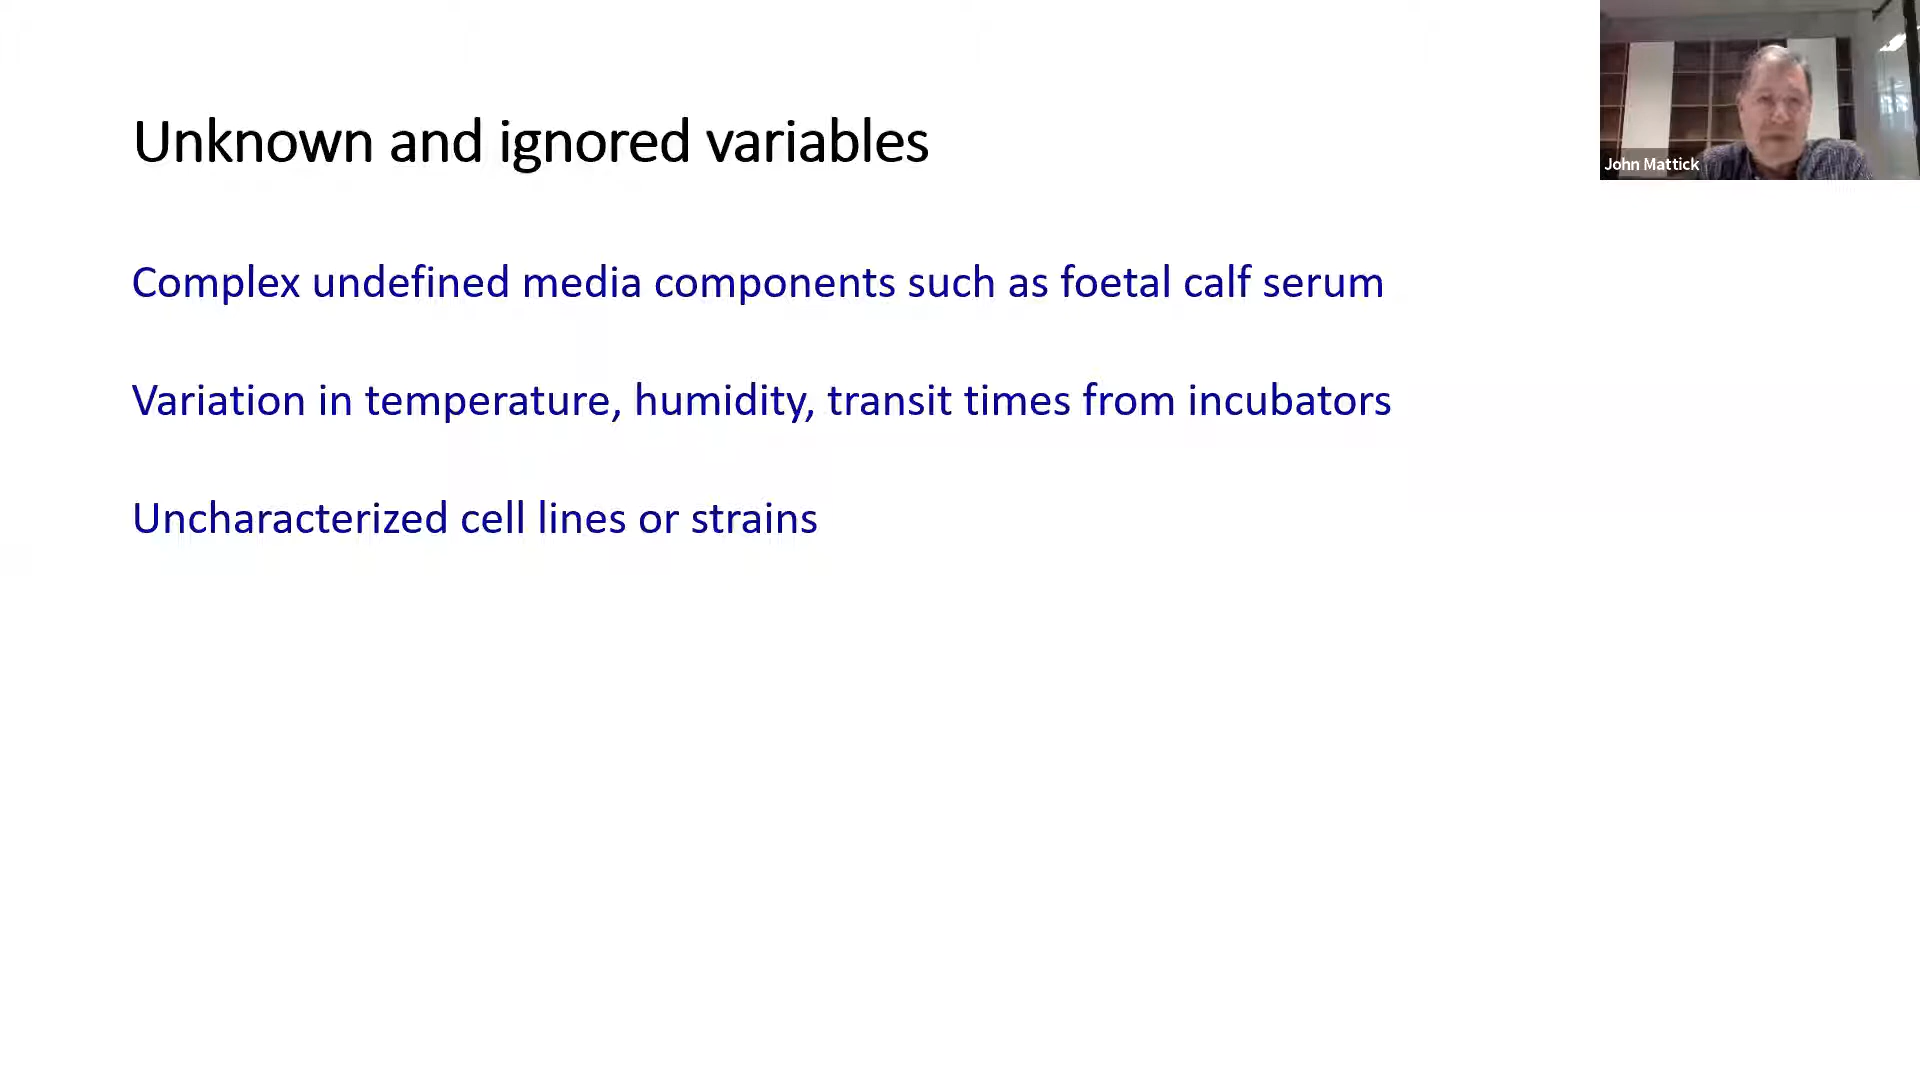 Unknown and ignored variables
John Mattick
Complex undefined media components such as foetal calf serum
Variation in temperature, humidity, transit times from incubators
Uncharacterized cell lines or strains